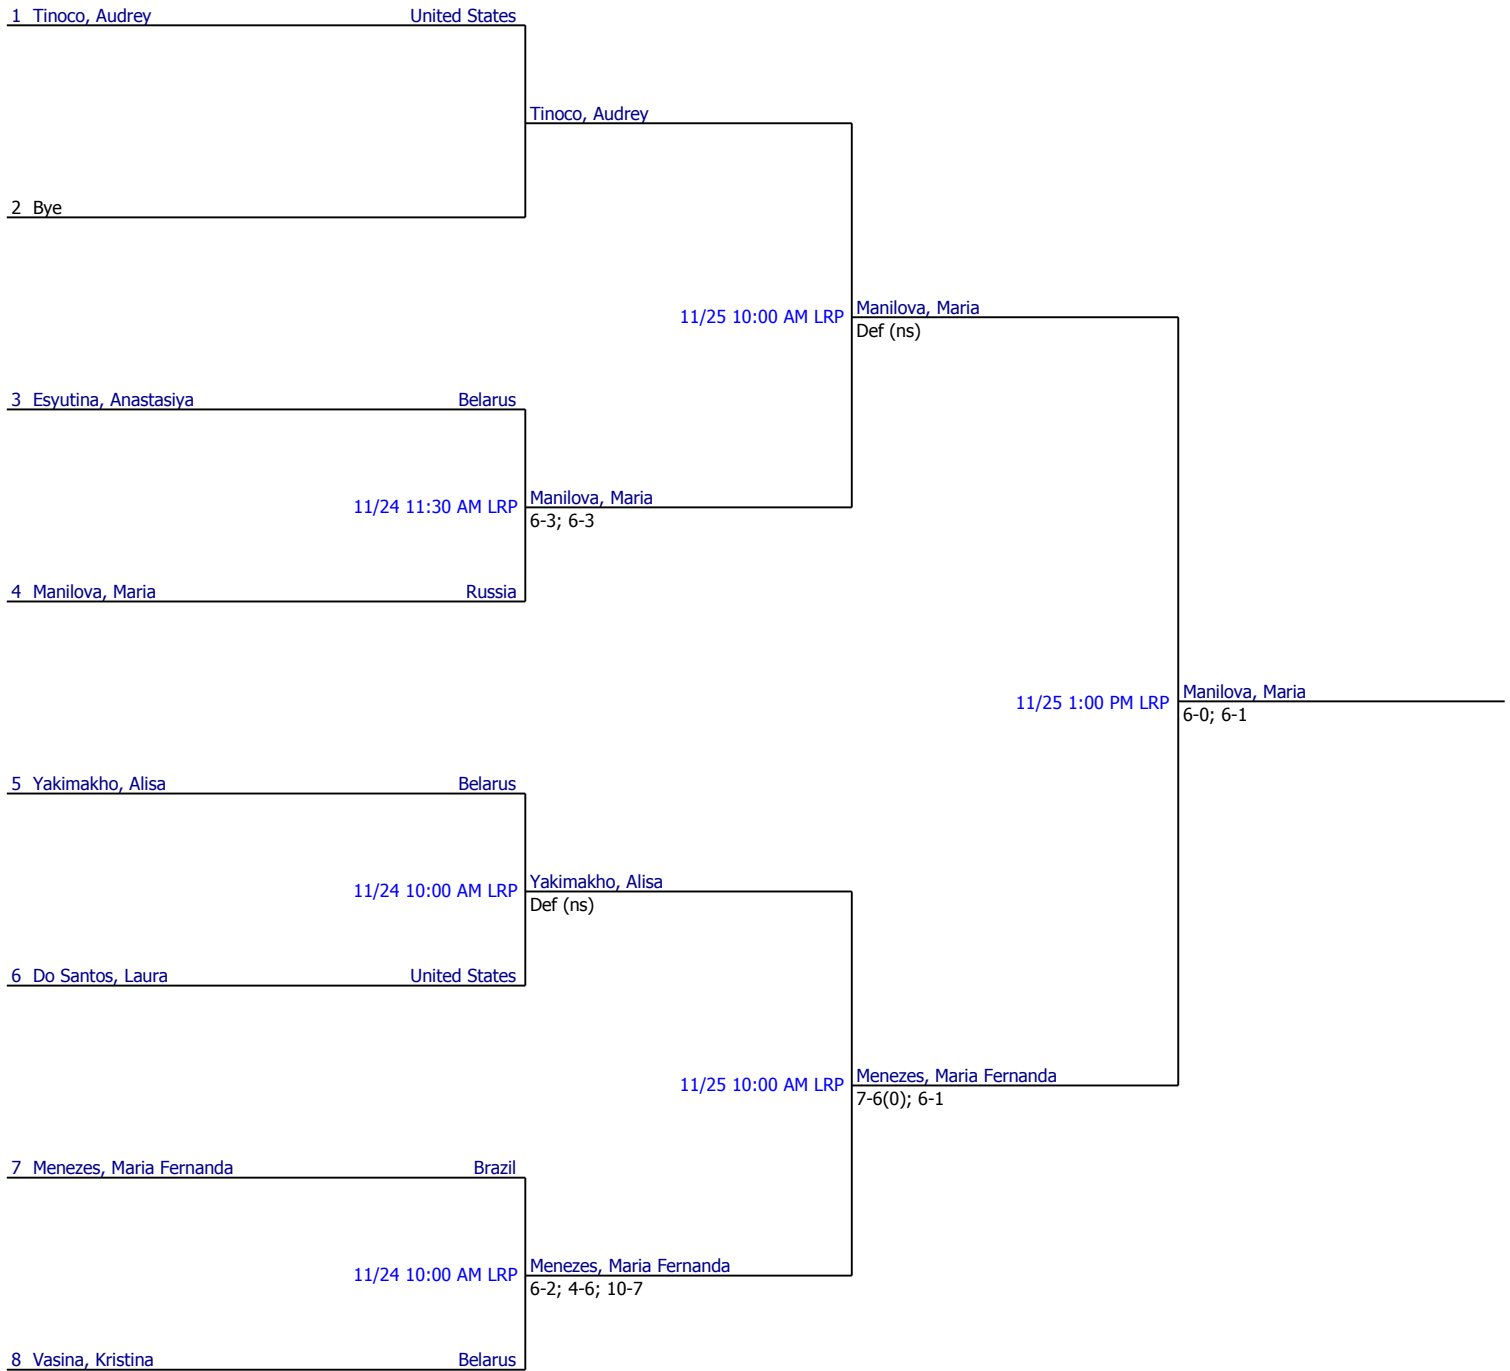 1 Tinoco, Audrey United States
Tinoco, Audrey
2 Bye
11/25 10:00 AM LRP Manilova, Maria
Def (ns)
3 Esyutina, Anastasiya Belarus
11/24 11:30 AM LRP Manilova, Maria
6-3; 6-3
4 Manilova, Maria Russia
11/25 1:00 PM LRP Manilova, Maria
6-0; 6-1
5 Yakimakho, Alisa Belarus
11/24 10:00 AM LRP Yakimakho, Alisa
Def (ns)
6 Do Santos, Laura United States
11/25 10:00 AM LRP Menezes, Maria Fernanda
7-6(0); 6-1
7 Menezes, Maria Fernanda Brazil
11/24 10:00 AM LRP Menezes, Maria Fernanda
6-2; 4-6; 10-7
8 Vasina, Kristina Belarus